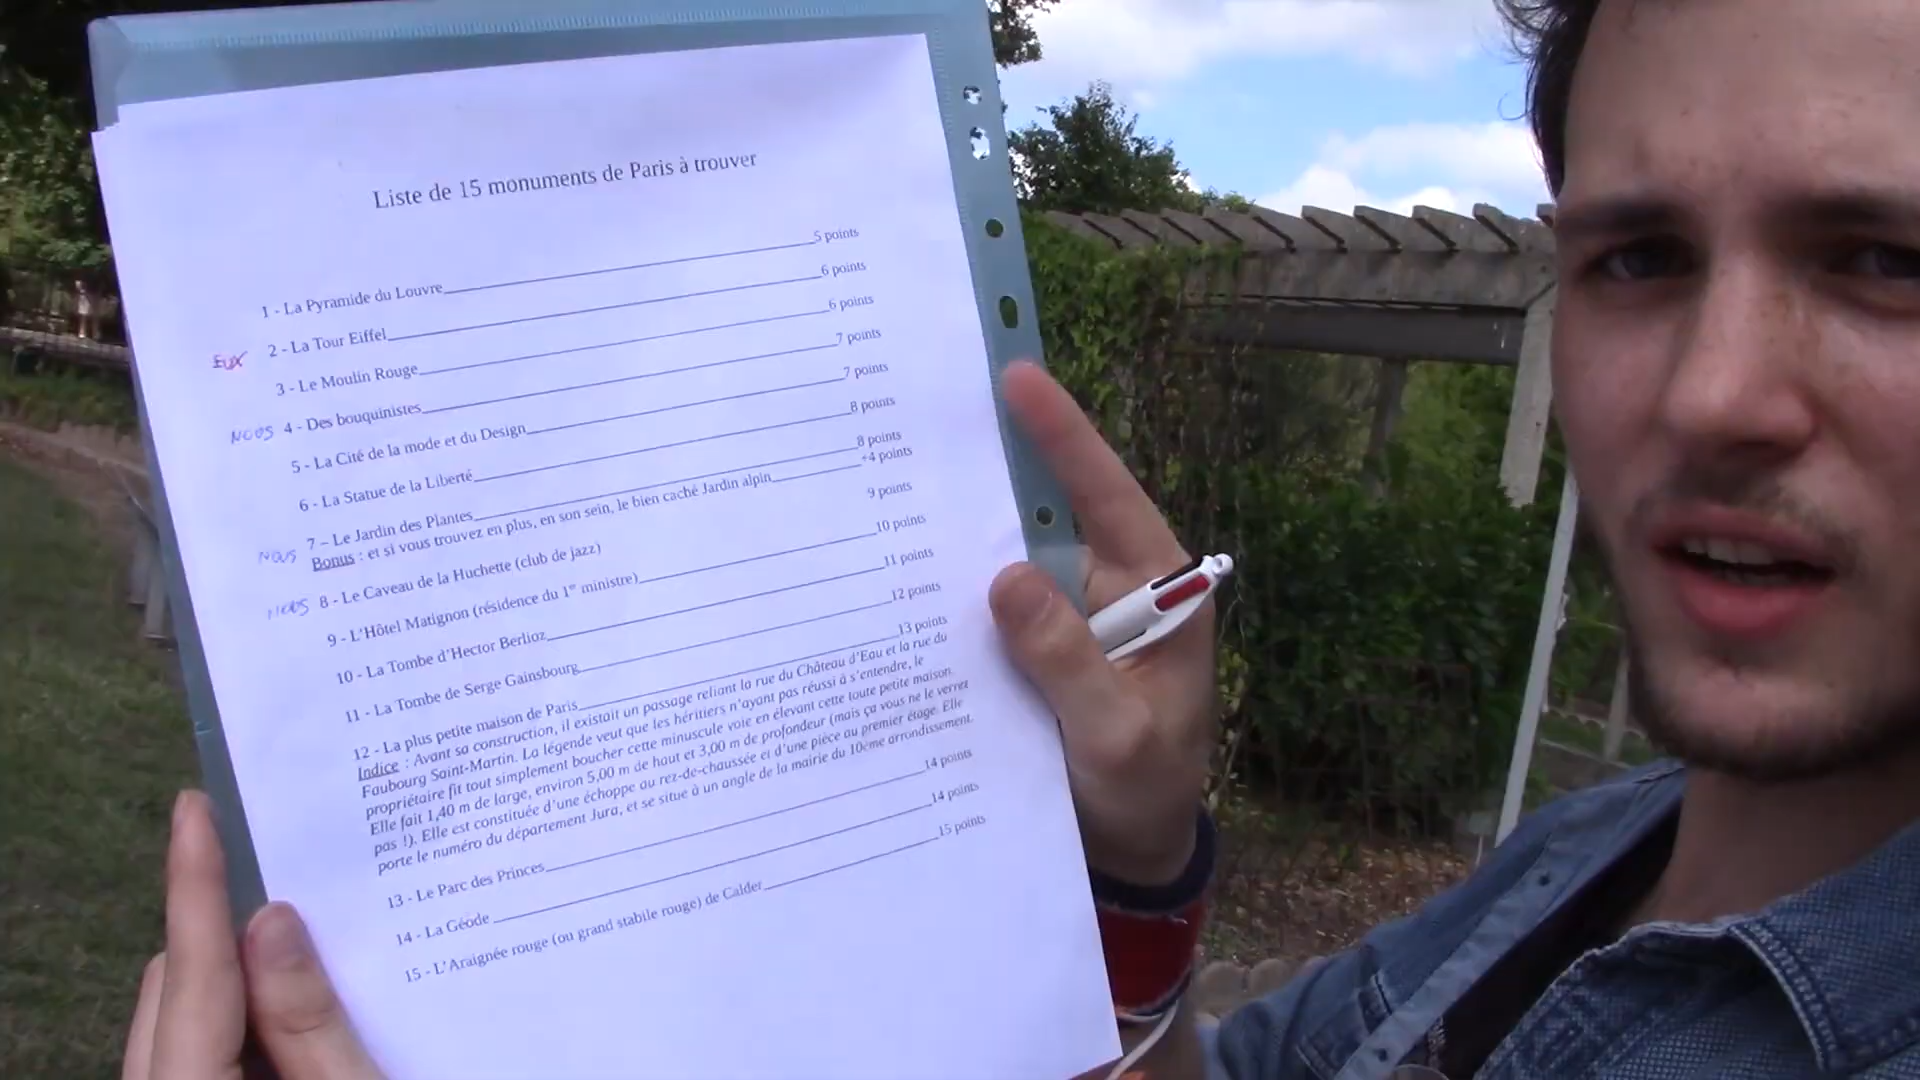 Liste de 15 monuments de Paris à trouver
1 - La Pyramide du Louvre 5 points
EUX 2 - La Tour Eiffel 6 points
3 - Le Moulin Rouge 6 points
NOUS 4 - Des bouquinistes 7 points
5 - La Cité de la mode et du Design 7 points
6 - La Statue de la Liberté 8 points
NOUS 7 – Le Jardin des Plantes 8 points
Bonus : et si vous trouvez en plus, en son sein, le bien caché Jardin alpin +4 points
NOUS 8 - Le Caveau de la Huchette (club de jazz) 9 points
9 - L'Hôtel Matignon (résidence du 1er ministre) 10 points
10 - La Tombe d'Hector Berlioz 11 points
11 - La Tombe de Serge Gainsbourg 12 points
12 - La plus petite maison de Paris 13 points
Indice : Avant sa construction, il existait un passage reliant la rue du Château d'Eau et la rue du
Faubourg Saint-Martin. La légende veut que les héritiers n'ayant pas réussi à s'entendre, le
propriétaire fit tout simplement boucher cette minuscule voie en élevant cette toute petite maison.
Elle fait 1,40 m de large, environ 5,00 m de haut et 3,00 m de profondeur (mais ça vous ne le verrez
pas !). Elle est constituée d'une échoppe au rez-de-chaussée et d'une pièce au premier étage. Elle
porte le numéro du département Jura, et se situe à un angle de la mairie du 10ème arrondissement.
13 - Le Parc des Princes 14 points
14 - La Géode 14 points
15 - L'Araignée rouge (ou grand stabile rouge) de Calder 15 points